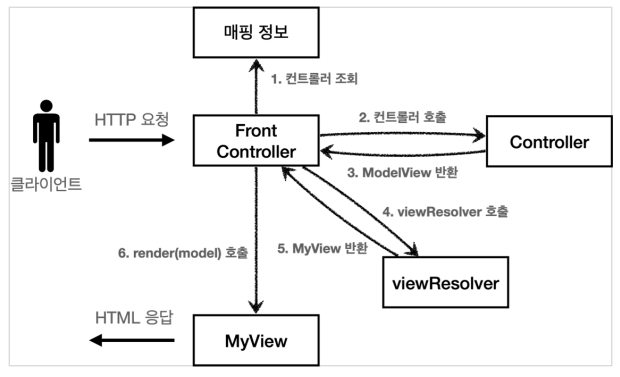 매핑 정보
1. 컨트롤러 조회
HTTP 요청
2. 컨트롤러 호출
Front
Controller
Controller
3. ModelView 반환
클라이언트
4. viewResolver 호출
5. MyView 반환
6. render(model) 호출
viewResolver
HTML 응답
MyView